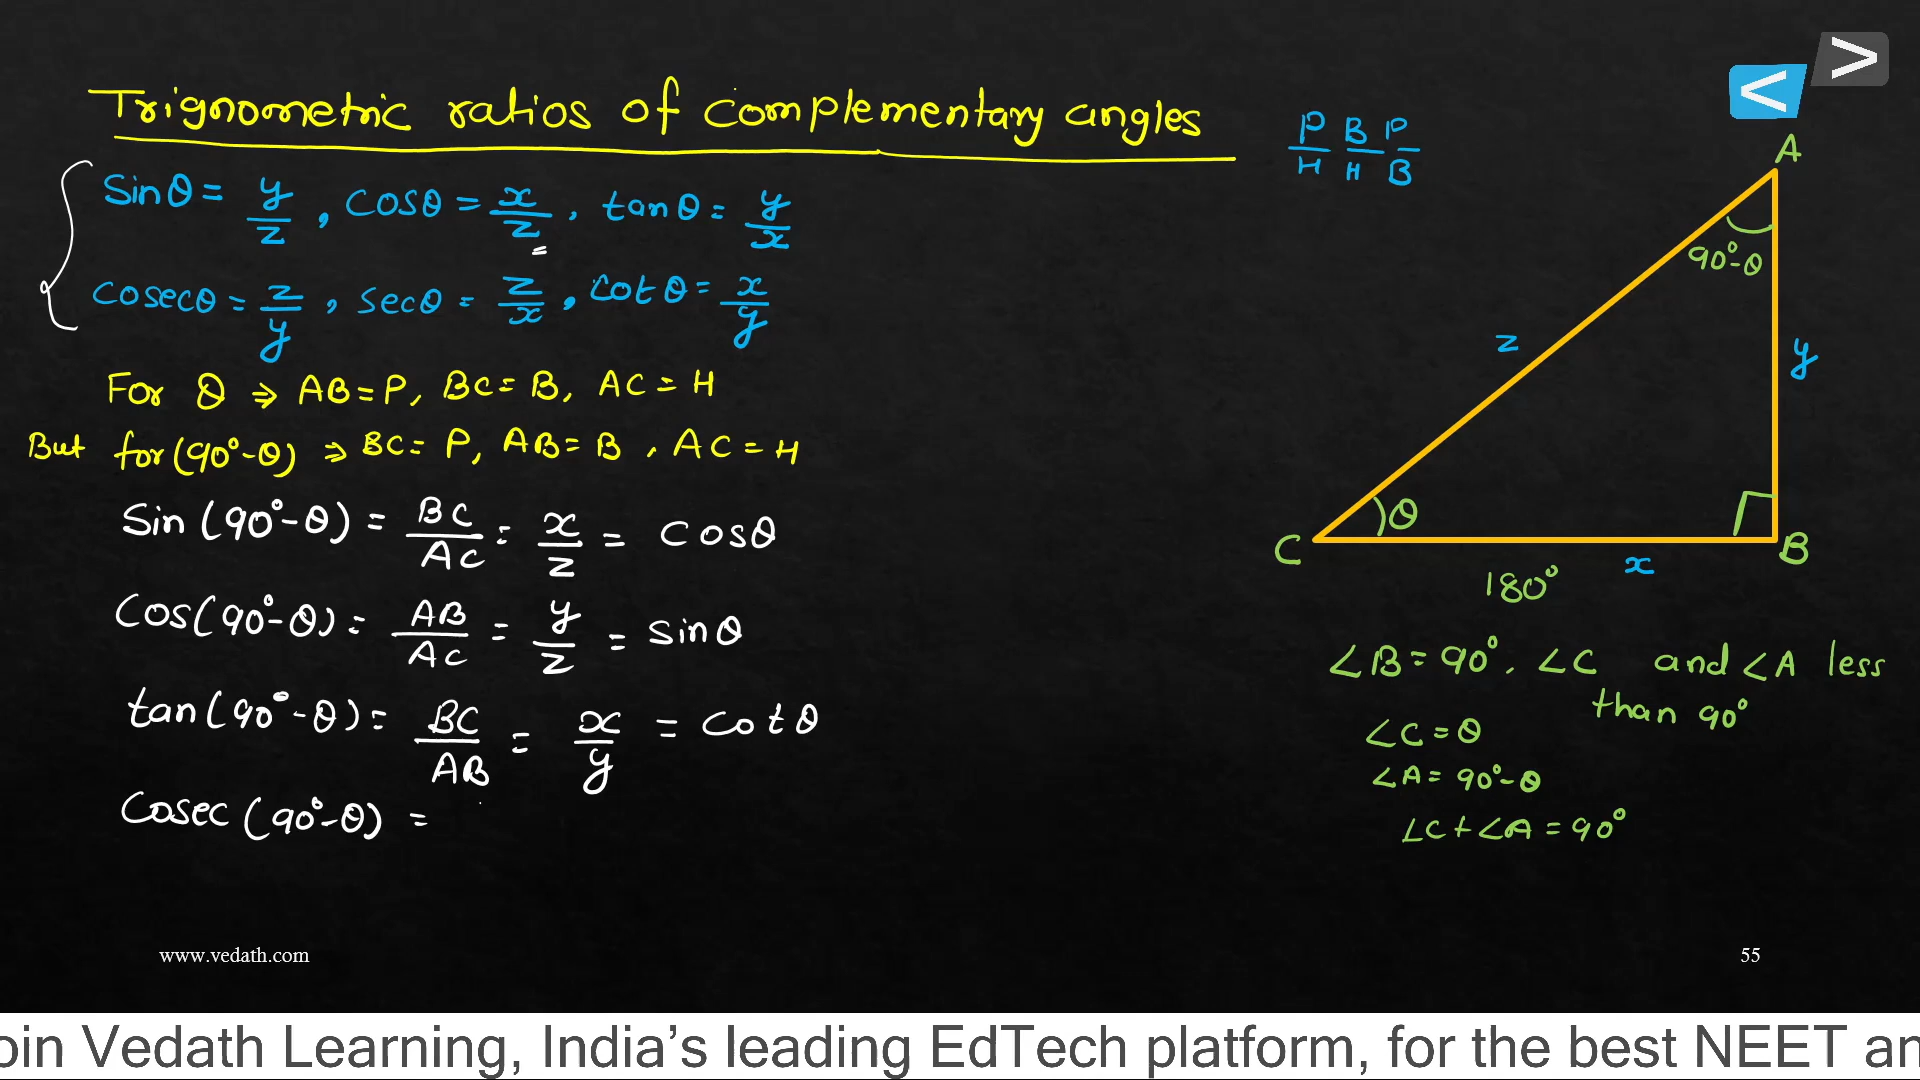 Trignometric ratios of complementary angles
Sinθ = y/z, cosθ = x/z, tanθ = y/x
cosecθ = z/y, secθ = z/x, cotθ = x/y
For θ ⇒ AB = P, BC = B, AC = H
But for (90°-θ) ⇒ BC = P, AB = B, AC = H
Sin (90°-θ) = BC/AC = x/z = cosθ
Cos(90°-θ) = AB/AC = y/z = sinθ
tan(90°-θ) = BC/AB = x/y = cotθ
Cosec (90°-θ) =
P/H B/H P/B
< >
A
90°-θ
z
y
C θ B
x
180°
∠B = 90°. ∠C and ∠A less
than 90°
∠C = θ
∠A = 90°-θ
∠C + ∠A = 90°
www.vedath.com
55
oin Vedath Learning, India’s leading EdTech platform, for the best NEET an